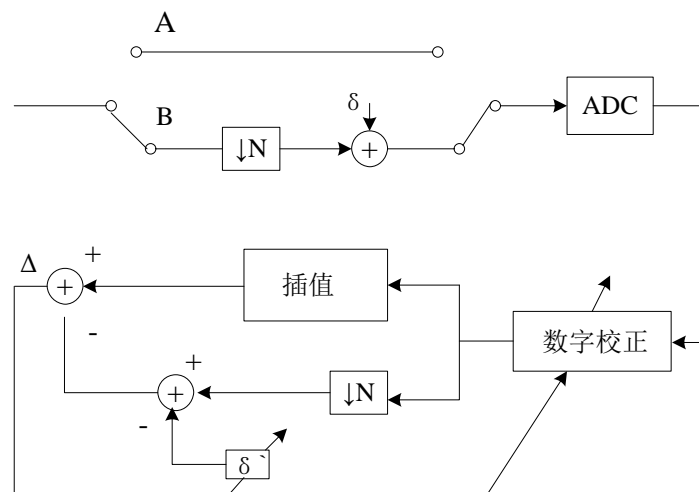 A
B
↓N
δ
+
ADC
Δ
+
+
-
插值
数字校正
+
+
-
↓N
δ`